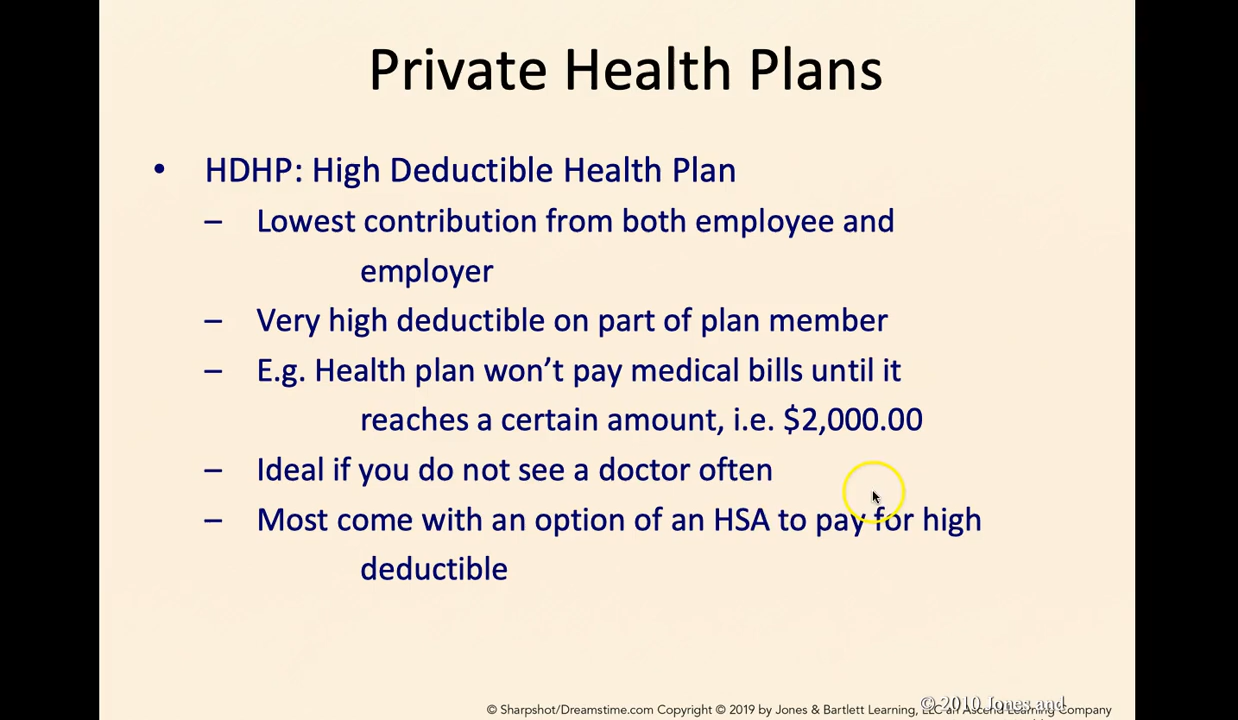 Private Health Plans
• HDHP: High Deductible Health Plan
– Lowest contribution from both employee and
employer
– Very high deductible on part of plan member
– E.g. Health plan won’t pay medical bills until it
reaches a certain amount, i.e. $2,000.00
– Ideal if you do not see a doctor often
– Most come with an option of an HSA to pay for high
deductible
© 2010 Jones and
© Sharpshot/Dreamstime.com Copyright © 2019 by Jones & Bartlett Learning, LLC an Ascend Learning Company